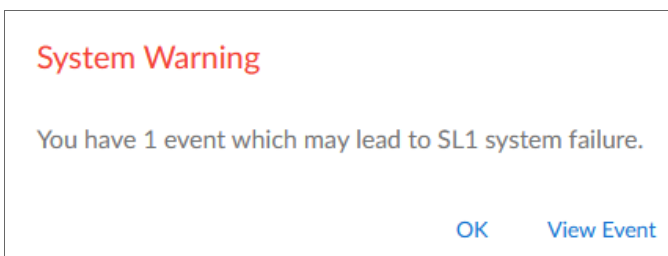 System Warning
You have 1 event which may lead to SL1 system failure.
OK View Event